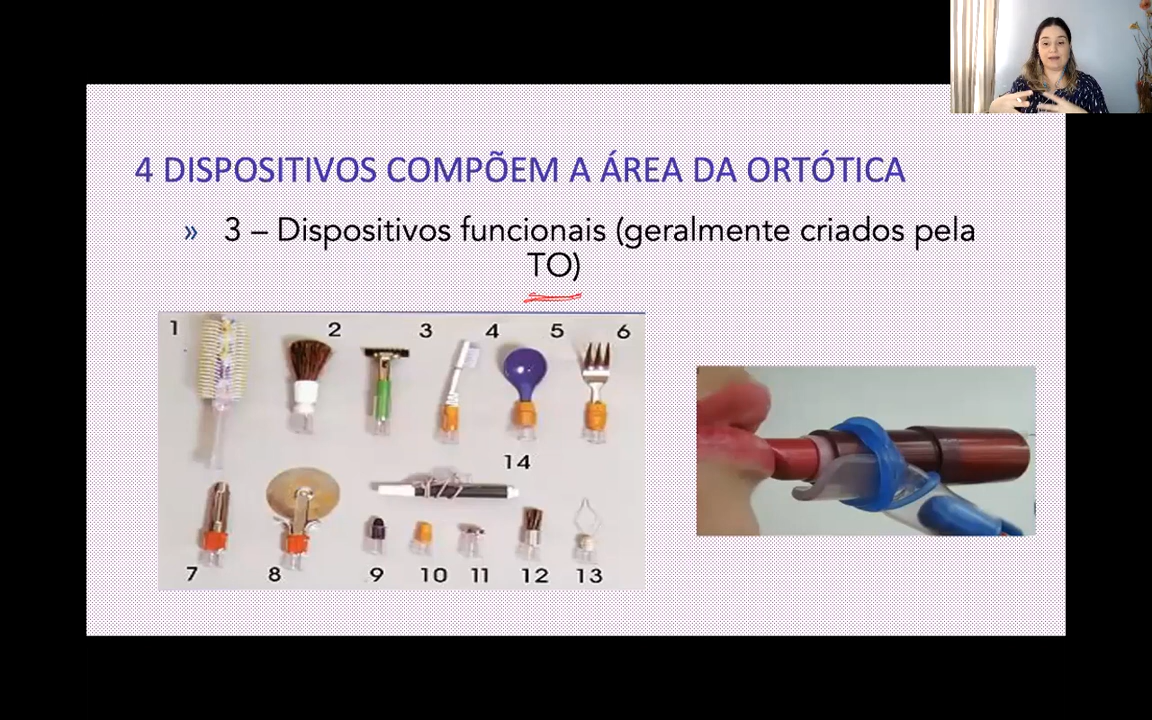 4 DISPOSITIVOS COMPÕEM A ÁREA DA ORTÓTICA
» 3 – Dispositivos funcionais (geralmente criados pela
TO)
1 2 3 4 5 6
14
7 8 9 10 11 12 13